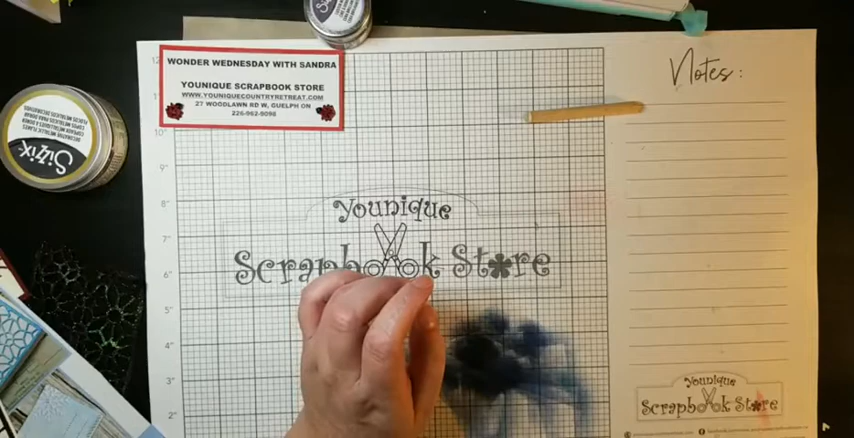 WONDER WEDNESDAY WITH SANDRA
YOUNIQUE SCRAPBOOK STORE
WWW.YOUNIQUECOUNTRYRETREAT.COM
27 WOODLAWN RD W, GUELPH ON
226-962-9098
Notes:
12
10"
9"
8"
7"
6"
5"
4"
3"
2"
Younique
Scrapbook Store
Sizzix
Younique
Scrapbook Store